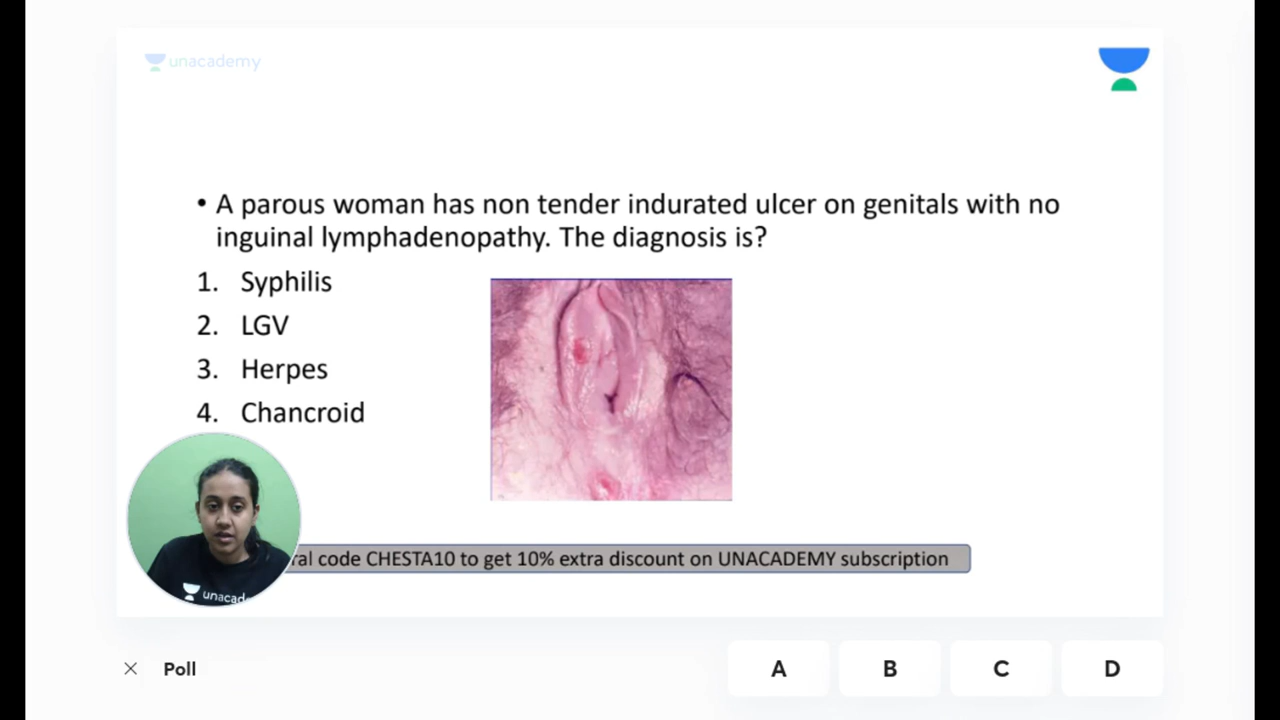 unacademy
• A parous woman has non tender indurated ulcer on genitals with no
inguinal lymphadenopathy. The diagnosis is?
1. Syphilis
2. LGV
3. Herpes
4. Chancroid
code CHESTA10 to get 10% extra discount on UNACADEMY subscription
unacad
× Poll
A B C D